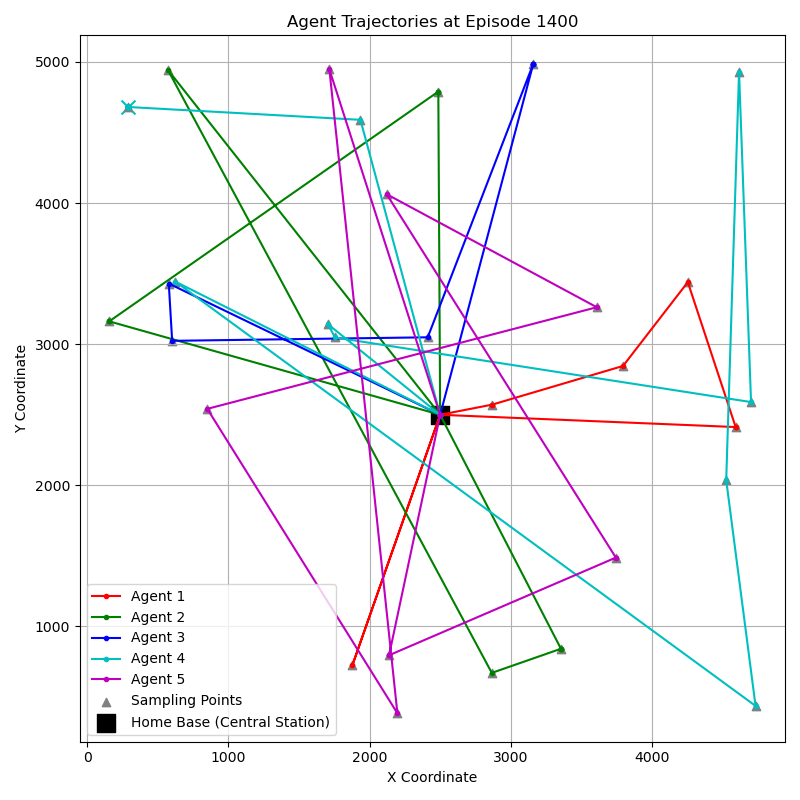 Agent Trajectories at Episode 1400
5000
4000
3000
2000
1000
Y Coordinate
Agent 1
Agent 2
Agent 3
Agent 4
Agent 5
Sampling Points
Home Base (Central Station)
0 1000 2000 3000 4000
X Coordinate